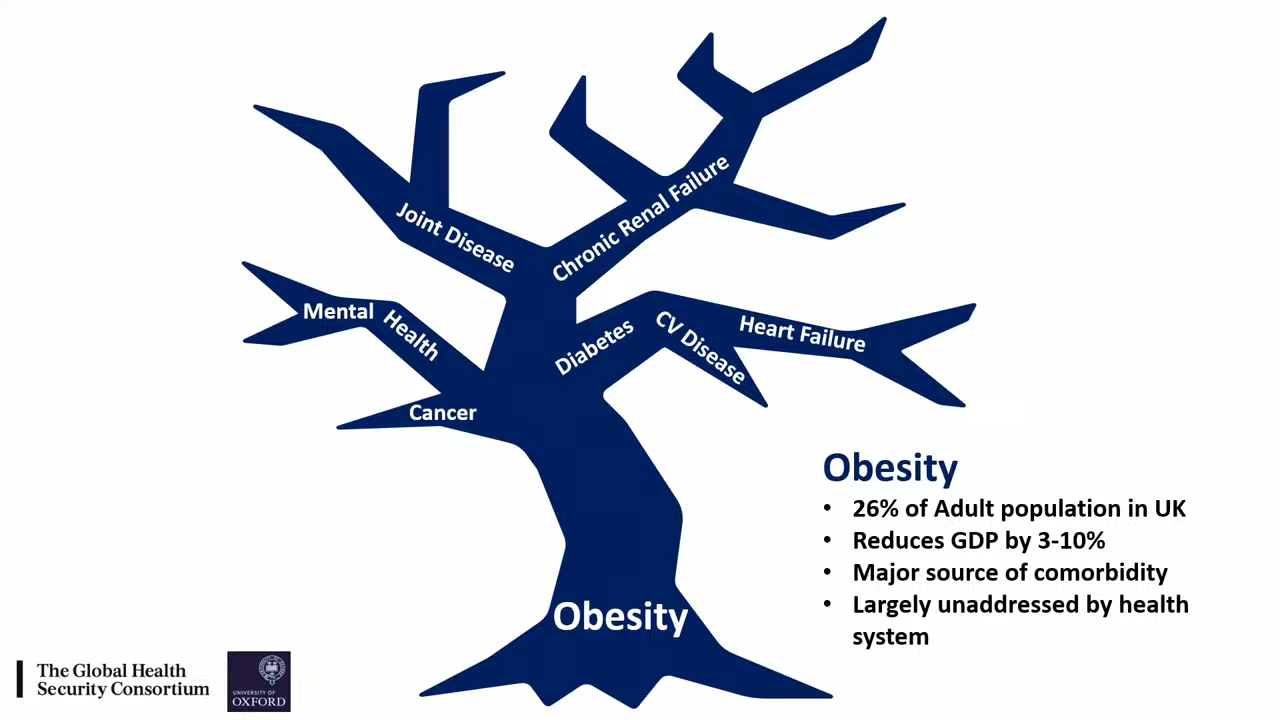 Joint Disease
Chronic Renal Failure
Mental Health
Diabetes
CV Disease
Heart Failure
Cancer
Obesity
Obesity
• 26% of Adult population in UK
• Reduces GDP by 3-10%
• Major source of comorbidity
• Largely unaddressed by health
system
The Global Health
Security Consortium
UNIVERSITY OF
OXFORD